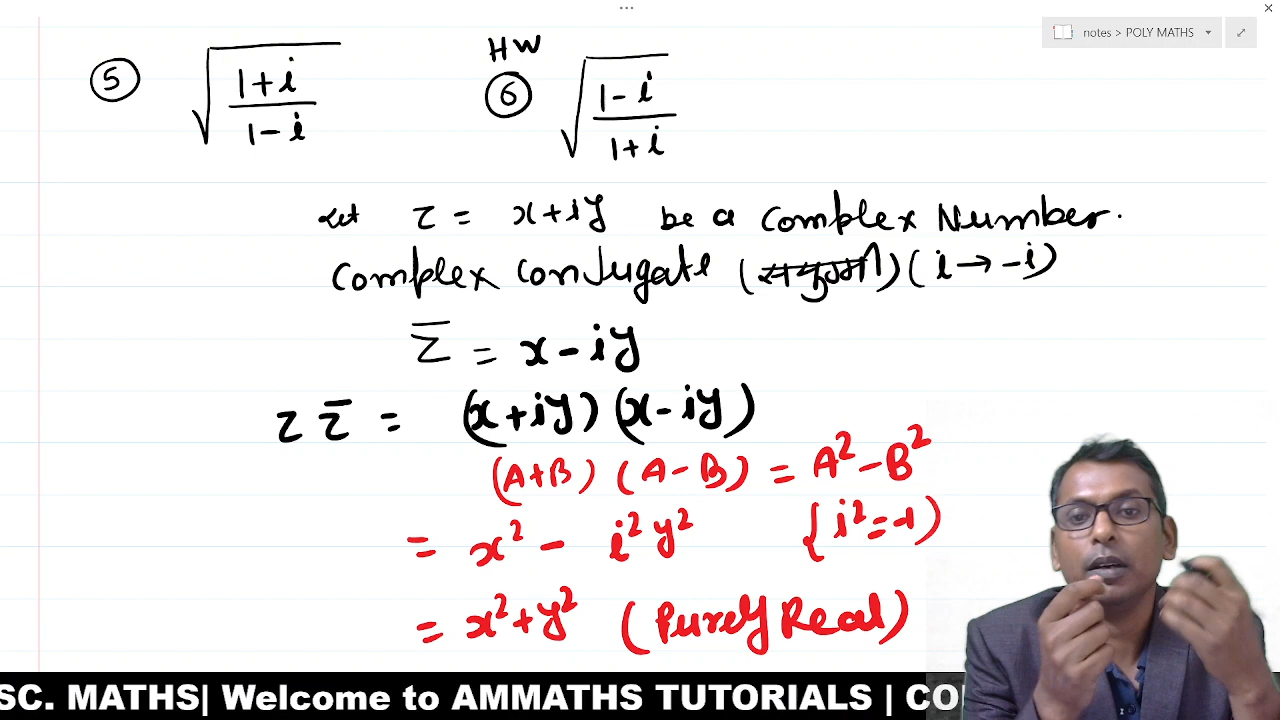 notes > POLY MATHS
HW
⑤ √((1+i)/(1-i)) ⑥ √((1-i)/(1+i))
Let z = x+iy be a Complex Number.
Complex Conjugate (संयुग्मी) (i → -i)
z̅ = x-iy
z z̅ = (x+iy) (x-iy)
(A+B) (A-B) = A²-B²
= x² - i²y² {i²=-1)
= x²+y² (Purely Real)
SC. MATHS| Welcome to AMMATHS TUTORIALS | CO